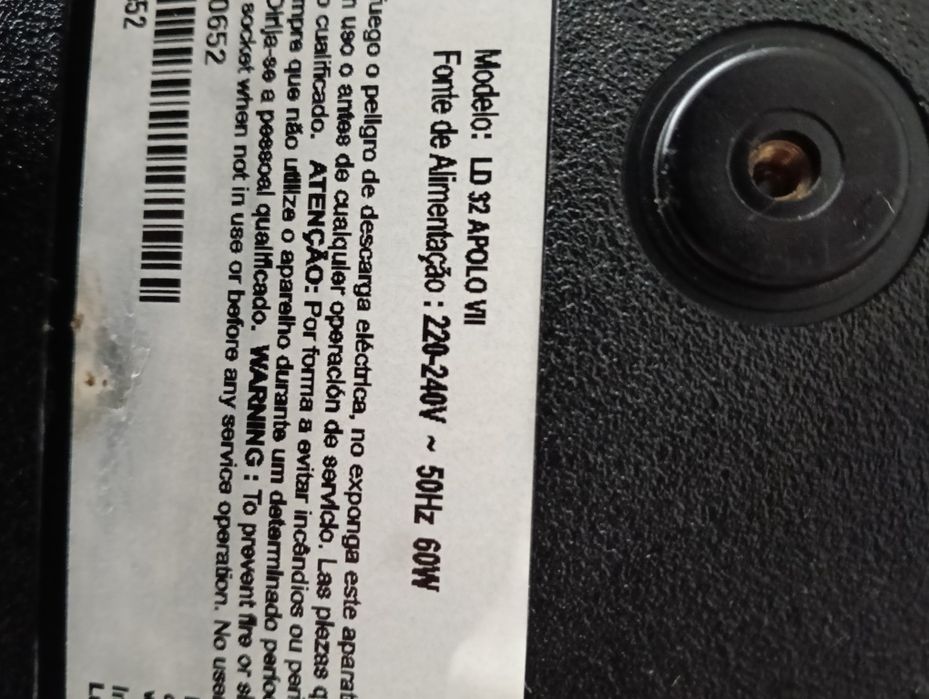 Modelo: LD 32 APOLO VII
Fonte de Alimentação : 220-240V ~ 50Hz 60W
fuego o peligro de descarga eléctrica, no exponga este aparat
n uso o antes de cualquier operación de servicio. Las piezas q
o cualificado. ATENÇÃO: Por forma a evitar incêndios ou per
mpre que não utilize o aparelho durante um determinado perío
Dirija-se a pessoal qualificado. WARNING : To prevent fire or s
socket when not in use or before any service operation. No use
0652
52